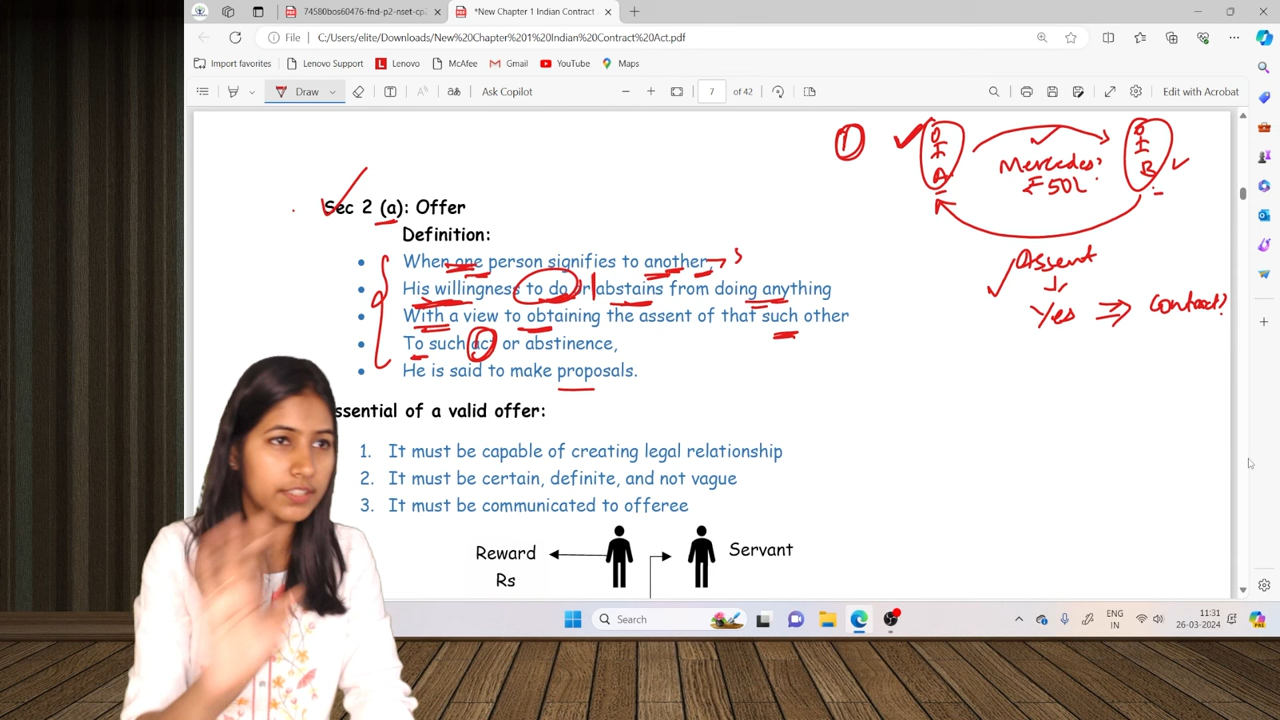 74580bos60476-fnd-p2-nset-cp2
*New Chapter 1 Indian Contract
File
C:/Users/elite/Downloads/New%20Chapter%201%20Indian%20Contract%20Act.pdf
Import favorites
Lenovo Support
Lenovo
McAfee
Gmail
YouTube
Maps
Draw
Ask Copilot
7 of 42
Edit with Acrobat
1
A
B
Mercedes?
₹ 50L
Assent
Yes ⇒ Contract?
Sec 2 (a): Offer
Definition:
• When one person signifies to another,
• His willingness to do or abstains from doing anything
• With a view to obtaining the assent of that such other
• To such act or abstinence,
• He is said to make proposals.
ssential of a valid offer:
1. It must be capable of creating legal relationship
2. It must be certain, definite, and not vague
3. It must be communicated to offeree
Reward
Rs
Servant
Search
ENG
IN
11:31
26-03-2024